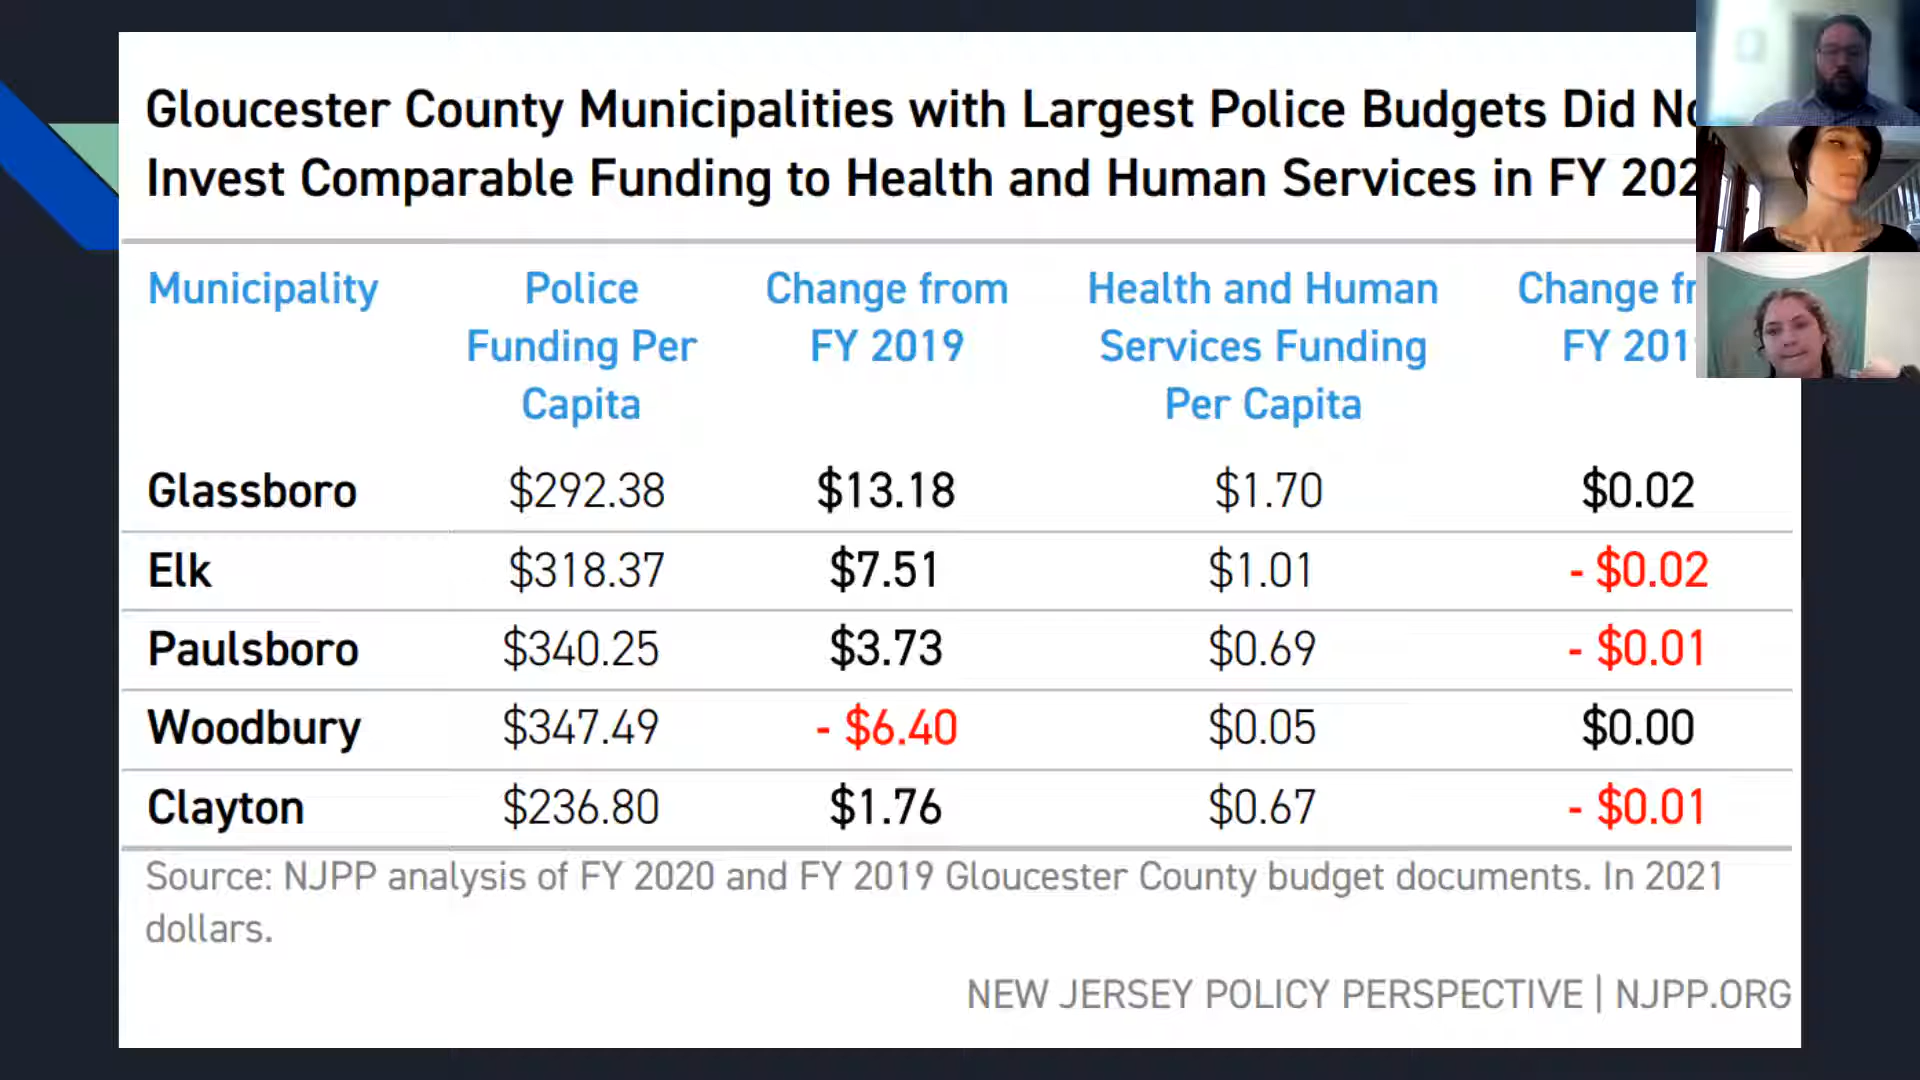 Gloucester County Municipalities with Largest Police Budgets Did
Invest Comparable Funding to Health and Human Services in FY
Municipality Police Funding Per Capita Change from FY 2019 Health and Human Services Funding Per Capita Change FY
Glassboro $292.38 $13.18 $1.70 $0.02
Elk $318.37 $7.51 $1.01 - $0.02
Paulsboro $340.25 $3.73 $0.69 - $0.01
Woodbury $347.49 - $6.40 $0.05 $0.00
Clayton $236.80 $1.76 $0.67 - $0.01
Source: NJPP analysis of FY 2020 and FY 2019 Gloucester County budget documents. In 2021
dollars.
NEW JERSEY POLICY PERSPECTIVE | NJPP.ORG